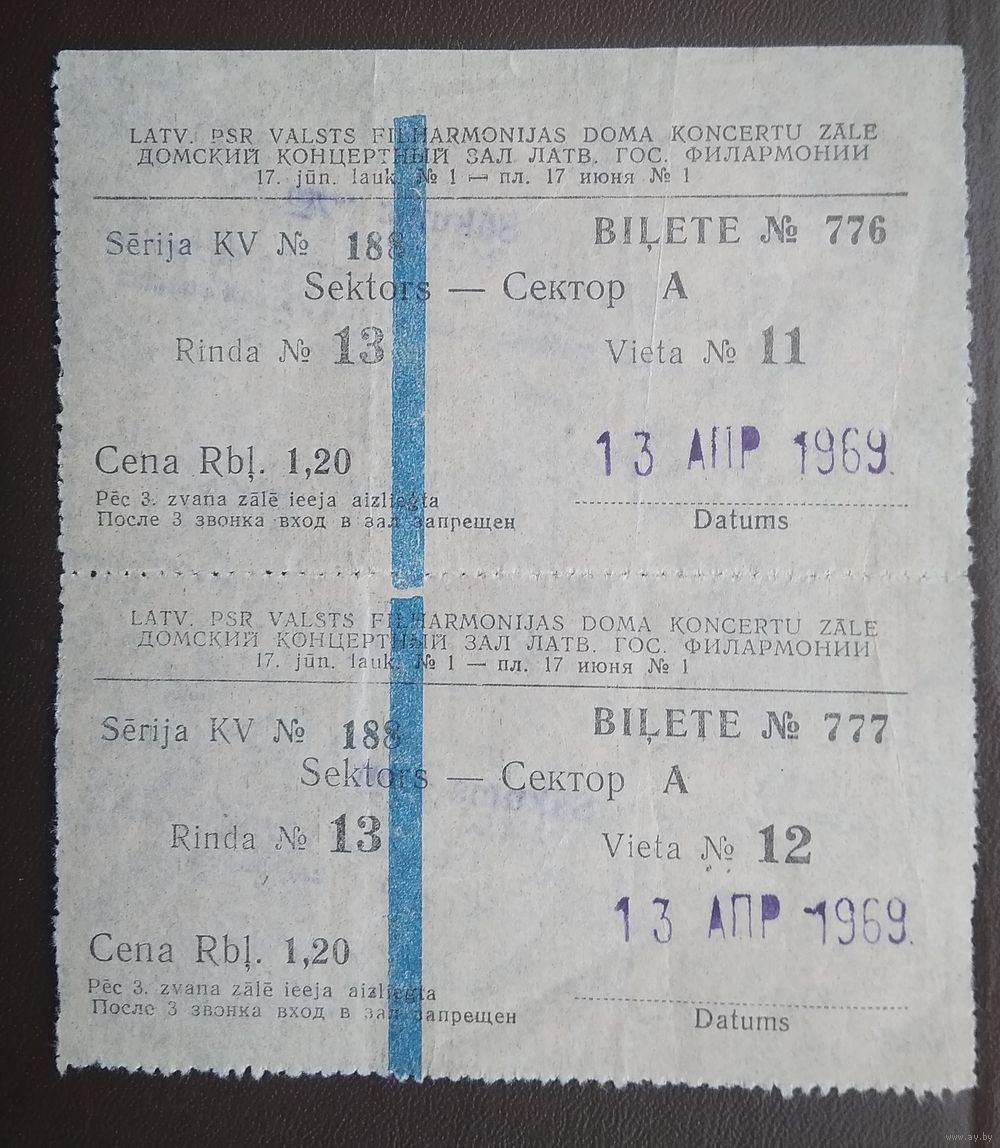 LATV. PSR VALSTS FILHARMONIJAS DOMA KONCERTU ZĀLE
ДОМСКИЙ КОНЦЕРТНЫЙ ЗАЛ ЛАТВ. ГОС. ФИЛАРМОНИИ
17. jūn. lauk. № 1 — пл. 17 июня № 1
Sērija KV № 188 BIĻETE № 776
Sektors — Сектор A
Rinda № 13 Vieta № 11
13 АПР 1969.
Cena Rbļ. 1,20
Pēc 3. zvana zālē ieeja aizliegta
После 3 звонка вход в зал запрещен
Datums
LATV. PSR VALSTS FILHARMONIJAS DOMA KONCERTU ZĀLE
ДОМСКИЙ КОНЦЕРТНЫЙ ЗАЛ ЛАТВ. ГОС. ФИЛАРМОНИИ
17. jūn. lauk. № 1 — пл. 17 июня № 1
Sērija KV № 188 BIĻETE № 777
Sektors — Сектор A
Rinda № 13 Vieta № 12
13 АПР 1969.
Cena Rbļ. 1,20
Pēc 3. zvana zālē ieeja aizliegta
После 3 звонка вход в зал запрещен
Datums
www.ay.by